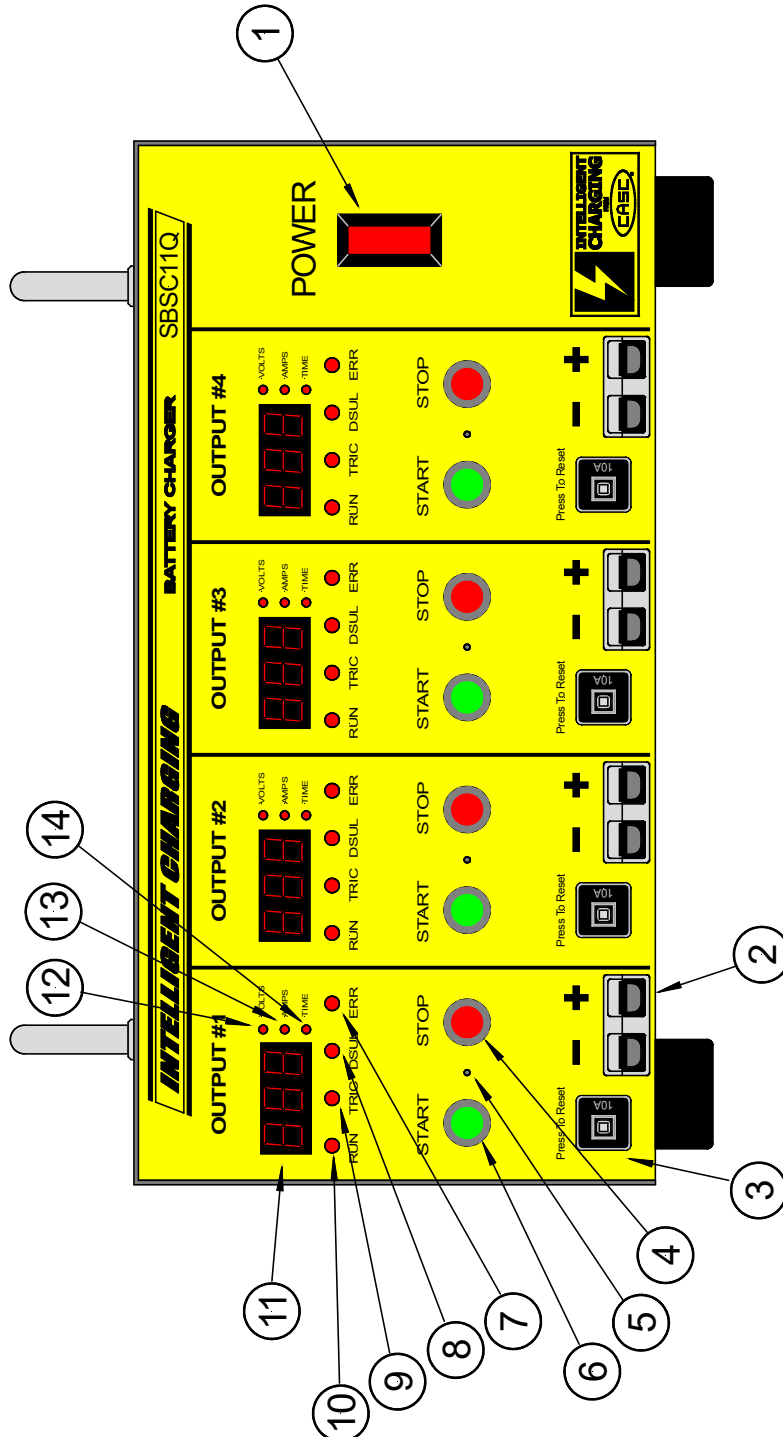 INTELLIGENT CHARGING BATTERY CHARGER SBSC11Q
12
13
14
11
10
9
8
7
6
5
4
3
2
1
OUTPUT #1
VOLTS
AMPS
TIME
RUN TRIC DSUL ERR
START STOP
Press To Reset
10A
- +
OUTPUT #2
VOLTS
AMPS
TIME
RUN TRIC DSUL ERR
START STOP
Press To Reset
10A
- +
OUTPUT #3
VOLTS
AMPS
TIME
RUN TRIC DSUL ERR
START STOP
Press To Reset
10A
- +
OUTPUT #4
VOLTS
AMPS
TIME
RUN TRIC DSUL ERR
START STOP
Press To Reset
10A
- +
POWER
INTELLIGENT
CHARGING
CASC